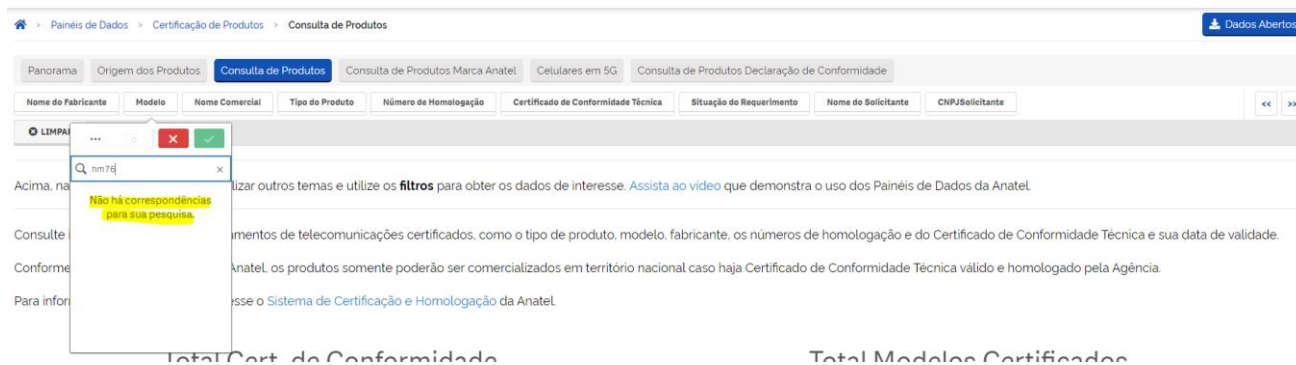 > Painéis de Dados > Certificação de Produtos > Consulta de Produtos
Dados Abertos
Panorama Origem dos Produtos Consulta de Produtos Consulta de Produtos Marca Anatel Celulares em 5G Consulta de Produtos Declaração de Conformidade
Nome do Fabricante Modelo Nome Comercial Tipo do Produto Número de Homologação Certificado de Conformidade Técnica Situação do Requerimento Nome do Solicitante CNPJSolicitante << >>
LIMPA
...
nm76
Acima, na lizar outros temas e utilize os filtros para obter os dados de interesse. Assista ao vídeo que demonstra o uso dos Painéis de Dados da Anatel.
Não há correspondências
para sua pesquisa.
Consulte amentos de telecomunicações certificados, como o tipo de produto, modelo, fabricante, os números de homologação e do Certificado de Conformidade Técnica e sua data de validade.
Conforme Anatel, os produtos somente poderão ser comercializados em território nacional caso haja Certificado de Conformidade Técnica válido e homologado pela Agência.
Para infor esse o Sistema de Certificação e Homologação da Anatel.
Total Cert. de Conformidade Total Modelos Certificados